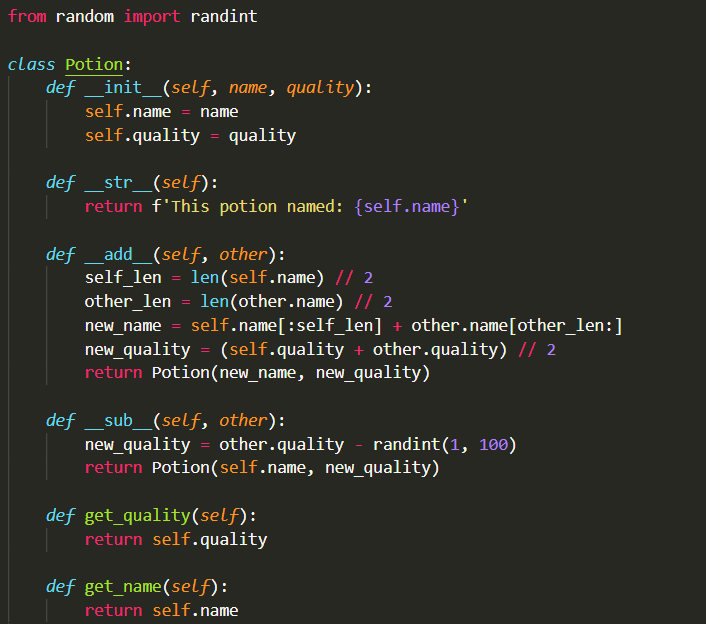 from random import randint

class Potion:
    def __init__(self, name, quality):
        self.name = name
        self.quality = quality

    def __str__(self):
        return f'This potion named: {self.name}'

    def __add__(self, other):
        self_len = len(self.name) // 2
        other_len = len(other.name) // 2
        new_name = self.name[:self_len] + other.name[other_len:]
        new_quality = (self.quality + other.quality) // 2
        return Potion(new_name, new_quality)

    def __sub__(self, other):
        new_quality = other.quality - randint(1, 100)
        return Potion(self.name, new_quality)

    def get_quality(self):
        return self.quality

    def get_name(self):
        return self.name